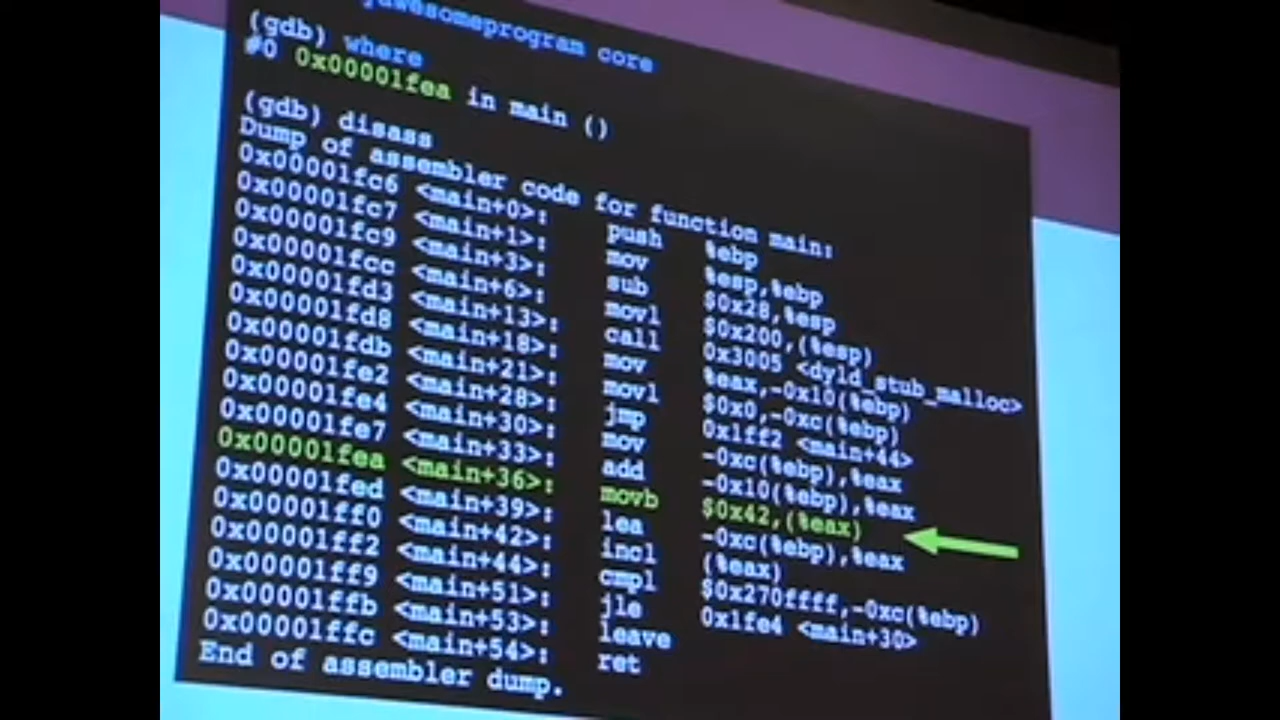 jdwesomeprogram core
(gdb) where
#0 0x00001fea in main ()
(gdb) disass
Dump of assembler code for function main:
0x00001fc6 <main+0>: push %ebp
0x00001fc7 <main+1>: mov %esp,%ebp
0x00001fc9 <main+3>: sub $0x28,%esp
0x00001fcc <main+6>: movl $0x200,(%esp)
0x00001fd3 <main+13>: call 0x3005 <dyld_stub_malloc>
0x00001fd8 <main+18>: mov %eax,-0x10(%ebp)
0x00001fdb <main+21>: movl $0x0,-0xc(%ebp)
0x00001fe2 <main+28>: jmp 0x1ff2 <main+44>
0x00001fe4 <main+30>: mov -0xc(%ebp),%eax
0x00001fe7 <main+33>: add -0x10(%ebp),%eax
0x00001fea <main+36>: movb $0x42,(%eax)
0x00001fed <main+39>: lea -0xc(%ebp),%eax
0x00001ff0 <main+42>: incl (%eax)
0x00001ff2 <main+44>: cmpl $0x270ffff,-0xc(%ebp)
0x00001ff9 <main+51>: jle 0x1fe4 <main+30>
0x00001ffb <main+53>: leave
0x00001ffc <main+54>: ret
End of assembler dump.